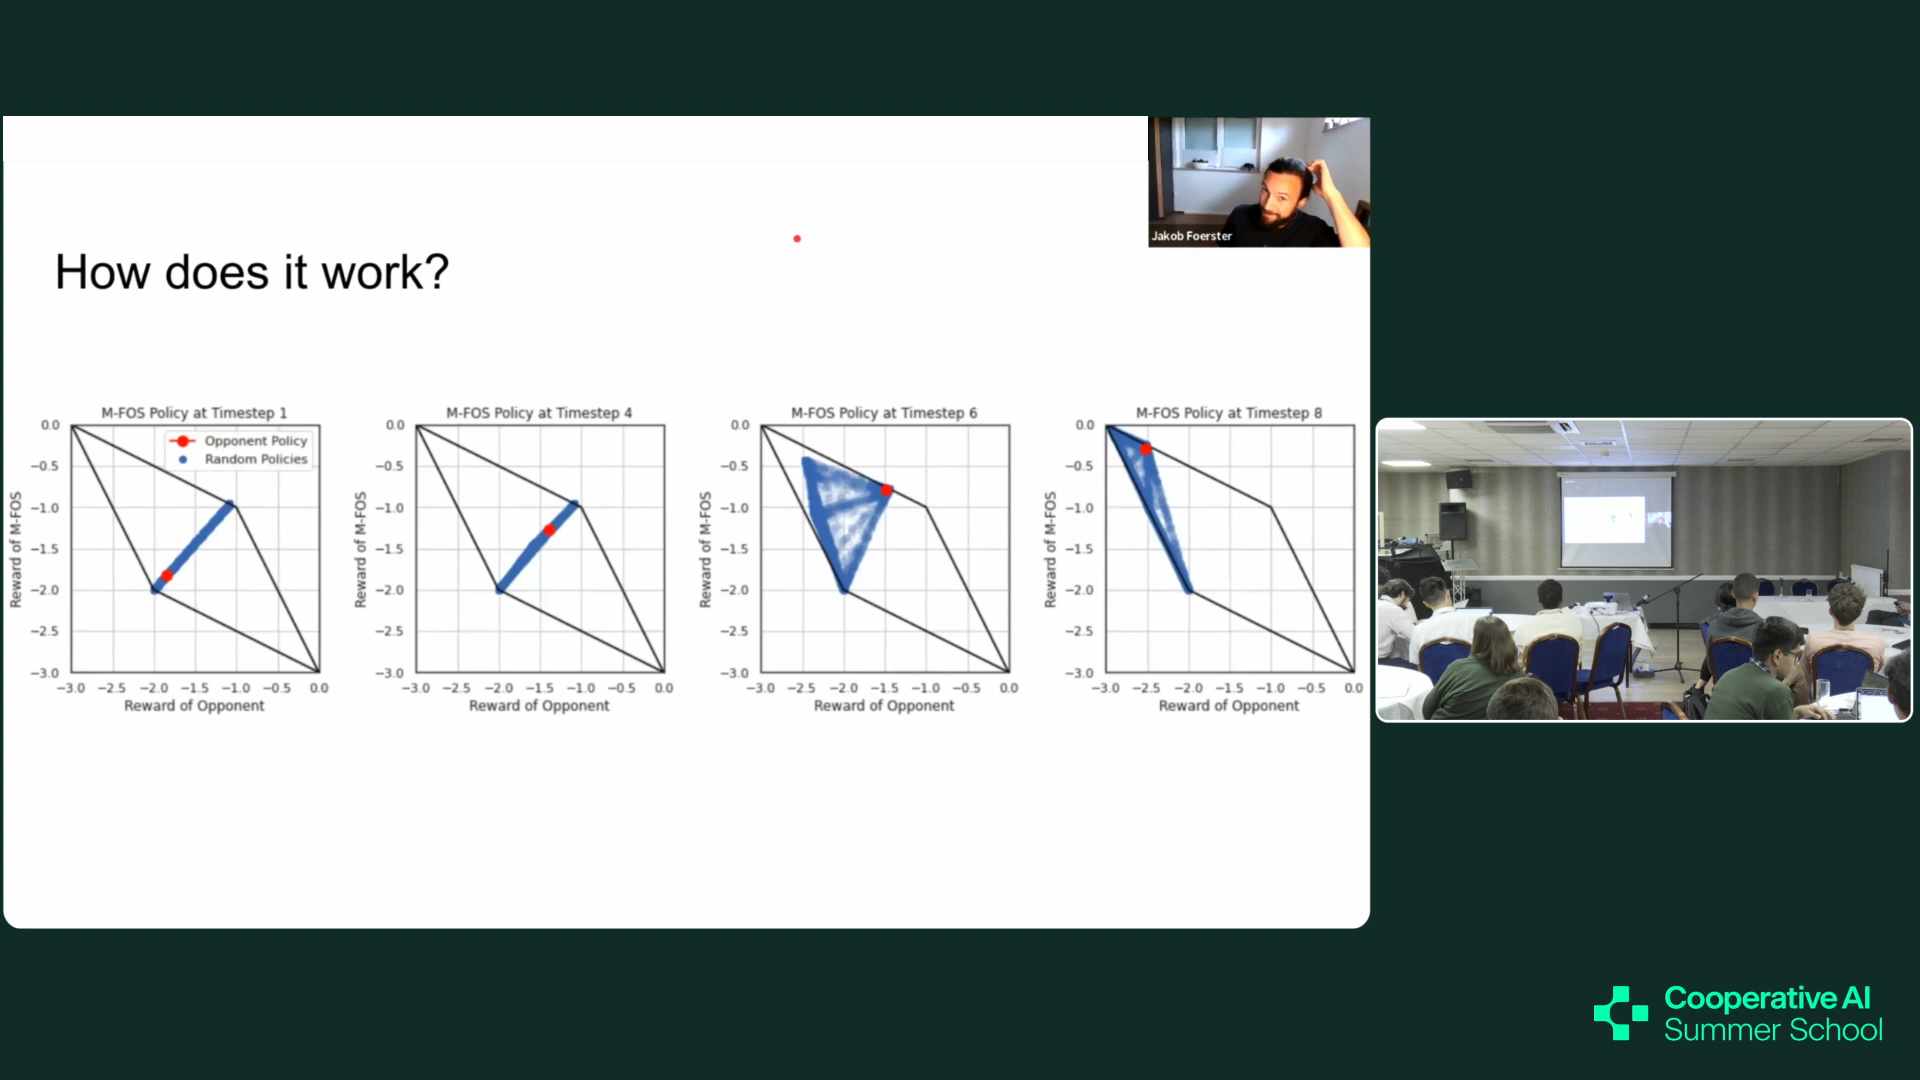 Jakob Foerster
How does it work?
M-FOS Policy at Timestep 1
Opponent Policy
Random Policies
0.0
−0.5
−1.0
−1.5
−2.0
−2.5
−3.0
Reward of M-FOS
−3.0 −2.5 −2.0 −1.5 −1.0 −0.5 0.0
Reward of Opponent
M-FOS Policy at Timestep 4
0.0
−0.5
−1.0
−1.5
−2.0
−2.5
−3.0
Reward of M-FOS
−3.0 −2.5 −2.0 −1.5 −1.0 −0.5 0.0
Reward of Opponent
M-FOS Policy at Timestep 6
0.0
−0.5
−1.0
−1.5
−2.0
−2.5
−3.0
Reward of M-FOS
−3.0 −2.5 −2.0 −1.5 −1.0 −0.5 0.0
Reward of Opponent
M-FOS Policy at Timestep 8
0.0
−0.5
−1.0
−1.5
−2.0
−2.5
−3.0
Reward of M-FOS
−3.0 −2.5 −2.0 −1.5 −1.0 −0.5 0.0
Reward of Opponent
Cooperative AI
Summer School